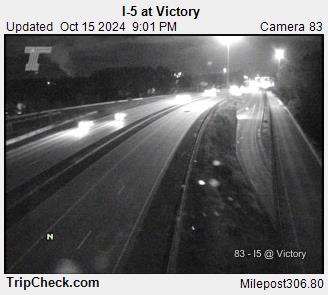 I-5 at Victory
Updated Oct 15 2024 9:01 PM Camera 83
T
N
83 - I5 @ Victory
TripCheck.com Milepost306.80